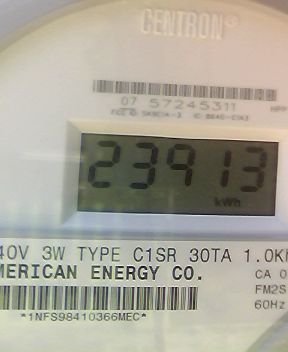 CENTRON®
07 57245311
23913
kWh
40V 3W TYPE C1SR 30TA 1.0Kh
MERICAN ENERGY CO.
CA 0
FM2S
60Hz
*1NFS98410366MEC*